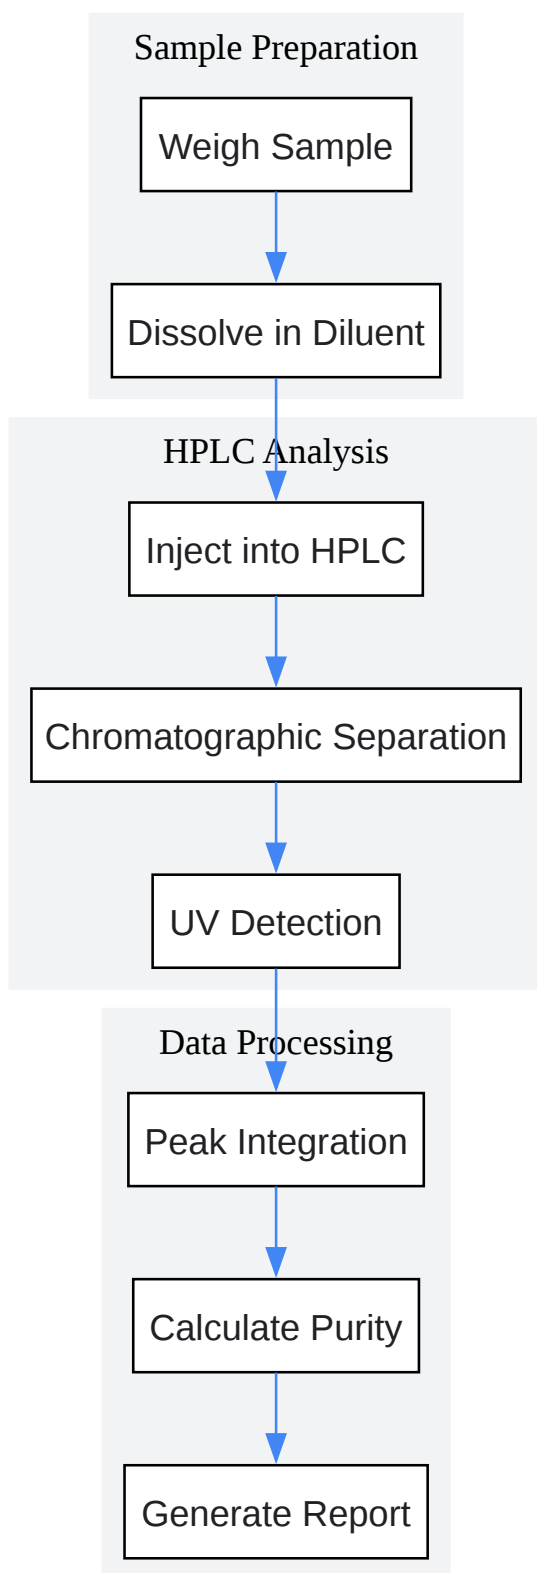 Sample Preparation
Weigh Sample
Dissolve in Diluent
HPLC Analysis
Inject into HPLC
Chromatographic Separation
UV Detection
Data Processing
Peak Integration
Calculate Purity
Generate Report